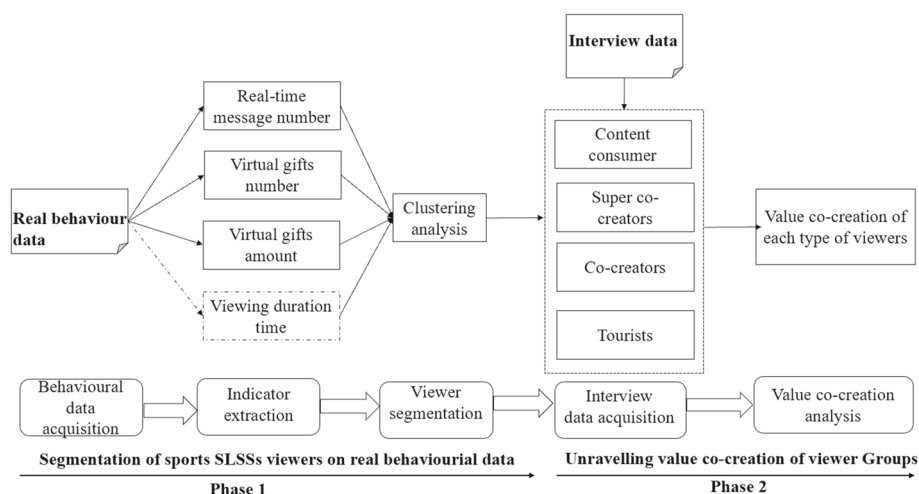 Interview data
Real-time
message number
Virtual gifts
number
Virtual gifts
amount
Viewing duration
time
Real behaviour
data
Clustering
analysis
Content
consumer
Super co-
creators
Co-creators
Tourists
Value co-creation of
each type of viewers
Behavioural
data
acquisition
Indicator
extraction
Viewer
segmentation
Interview
data acquisition
Value co-creation
analysis
Segmentation of sports SLSSs viewers on real behaviourial data
Phase 1
Unravelling value co-creation of viewer Groups
Phase 2